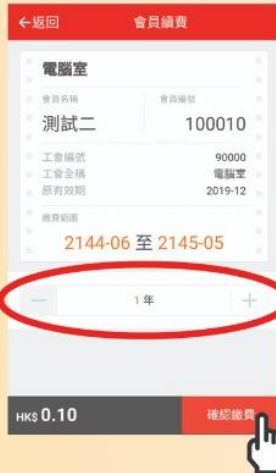 ←返回 會員續費
電腦室
會員名稱 會員編號
測試二 100010
工會編號 90000
工會全稱 電腦室
原有效期 2019-12
繳費範圍
2144-06 至 2145-05
— 1 年 +
HK$ 0.10 確認繳費